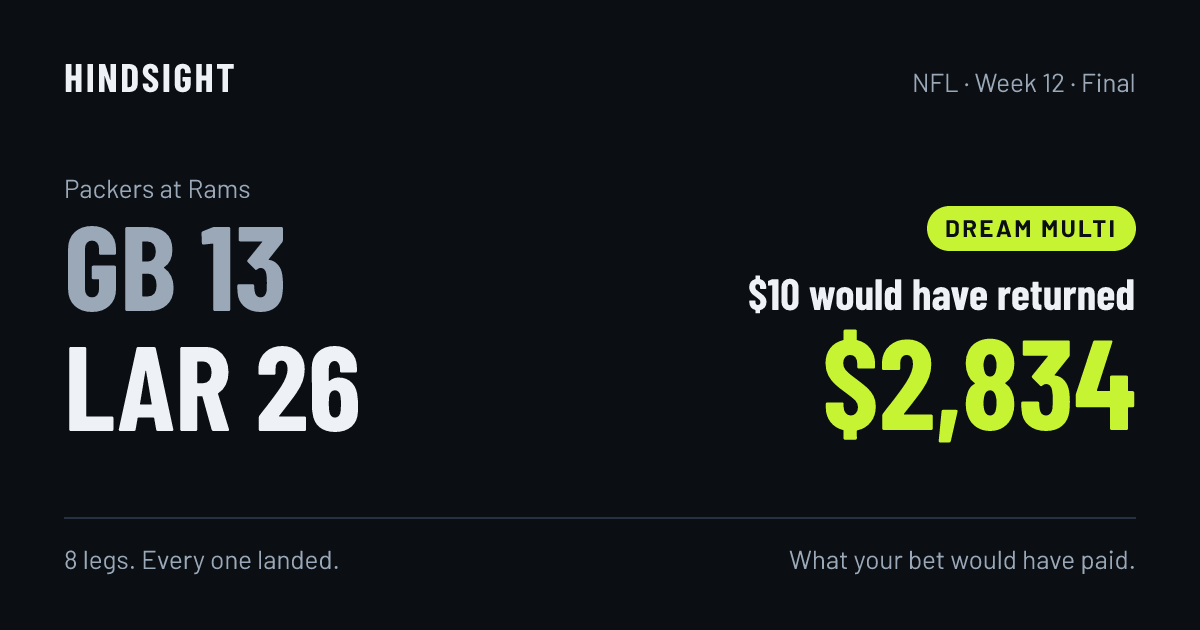 HINDSIGHT
NFL · Week 12 · Final
Packers at Rams
GB 13
LAR 26
DREAM MULTI
$10 would have returned
$2,834
8 legs. Every one landed.
What your bet would have paid.